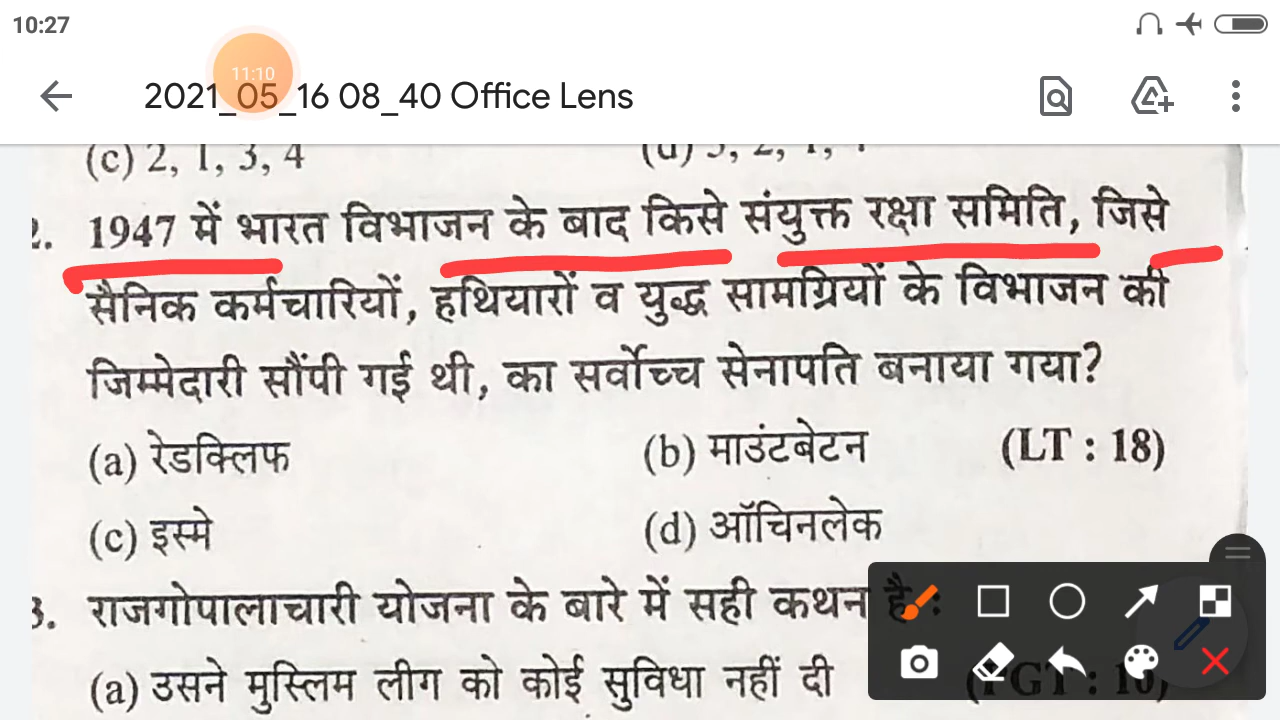 10:27
11:10
2021_05_16 08_40 Office Lens
(c) 2, 1, 3, 4
2. 1947 में भारत विभाजन के बाद किसे संयुक्त रक्षा समिति, जिसे
सैनिक कर्मचारियों, हथियारों व युद्ध सामग्रियों के विभाजन की
जिम्मेदारी सौंपी गई थी, का सर्वोच्च सेनापति बनाया गया?
(a) रेडक्लिफ (b) माउंटबेटन (LT : 18)
(c) इस्मे (d) ऑचिनलेक
3. राजगोपालाचारी योजना के बारे में सही कथन है :
(a) उसने मुस्लिम लीग को कोई सुविधा नहीं दी